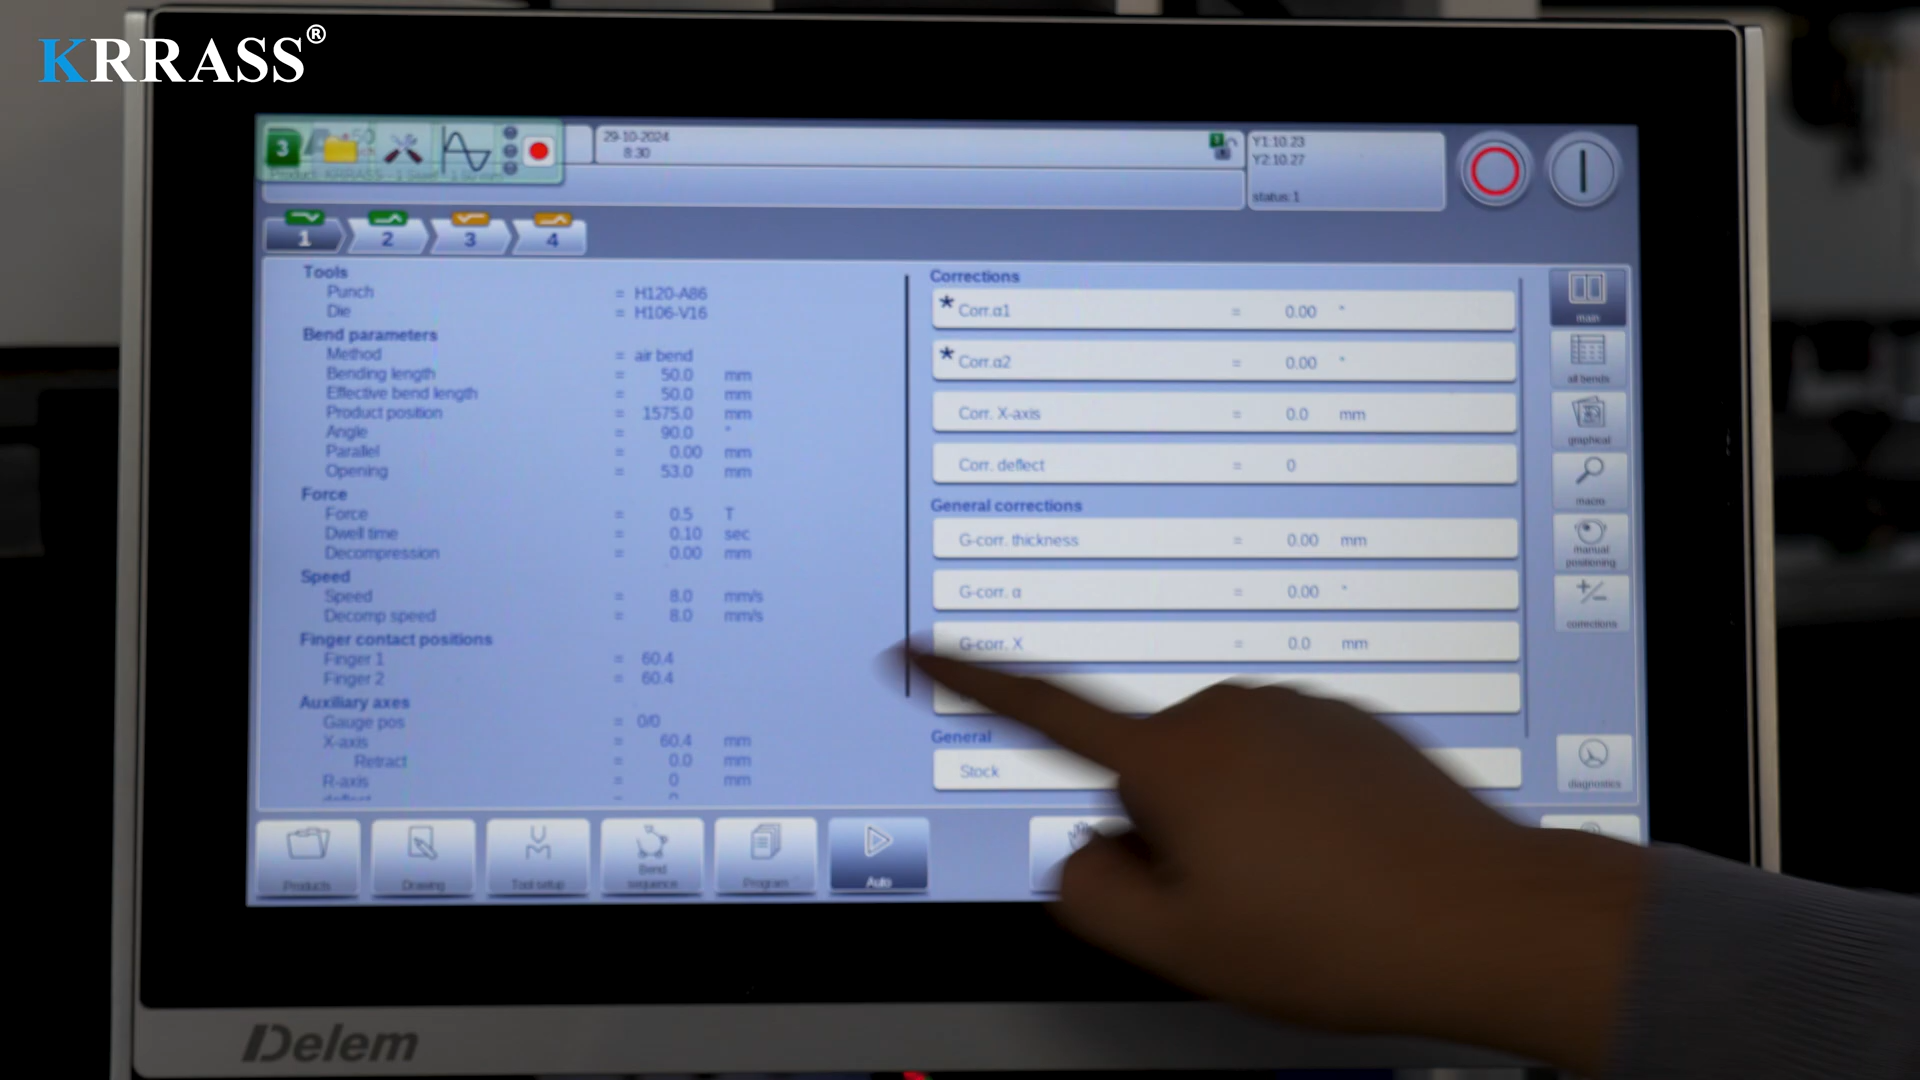 KRRASS®
3
29-10-2024
8:30
Y1:10.23
Y2:10.27
status:1
Product: KRRASS - 1
1 2 3 4
Tools
Punch = H120-A86
Die = H106-V16
Bend parameters
Method = air bend
Bending length = 50.0 mm
Effective bend length = 50.0 mm
Product position = 1575.0 mm
Angle = 90.0 °
Parallel = 0.00 mm
Opening = 53.0 mm
Force
Force = 0.5 T
Dwell time = 0.10 sec
Decompression = 0.00 mm
Speed
Speed = 8.0 mm/s
Decomp speed = 8.0 mm/s
Finger contact positions
Finger 1 = 60.4
Finger 2 = 60.4
Auxiliary axes
Gauge pos = 0/0
X-axis = 60.4 mm
Retract = 0.0 mm
R-axis = 0 mm
Corrections
* Corr.α1 = 0.00 °
* Corr.α2 = 0.00 °
Corr. X-axis = 0.0 mm
Corr. deflect = 0
General corrections
G-corr. thickness = 0.00 mm
G-corr. α = 0.00 °
G-corr. X = 0.0 mm
General
Stock
main
all bends
graphical
macro
manual
positioning
corrections
diagnostics
Products
Drawing
Tool setup
Bend
sequence
Program
Auto
Delem